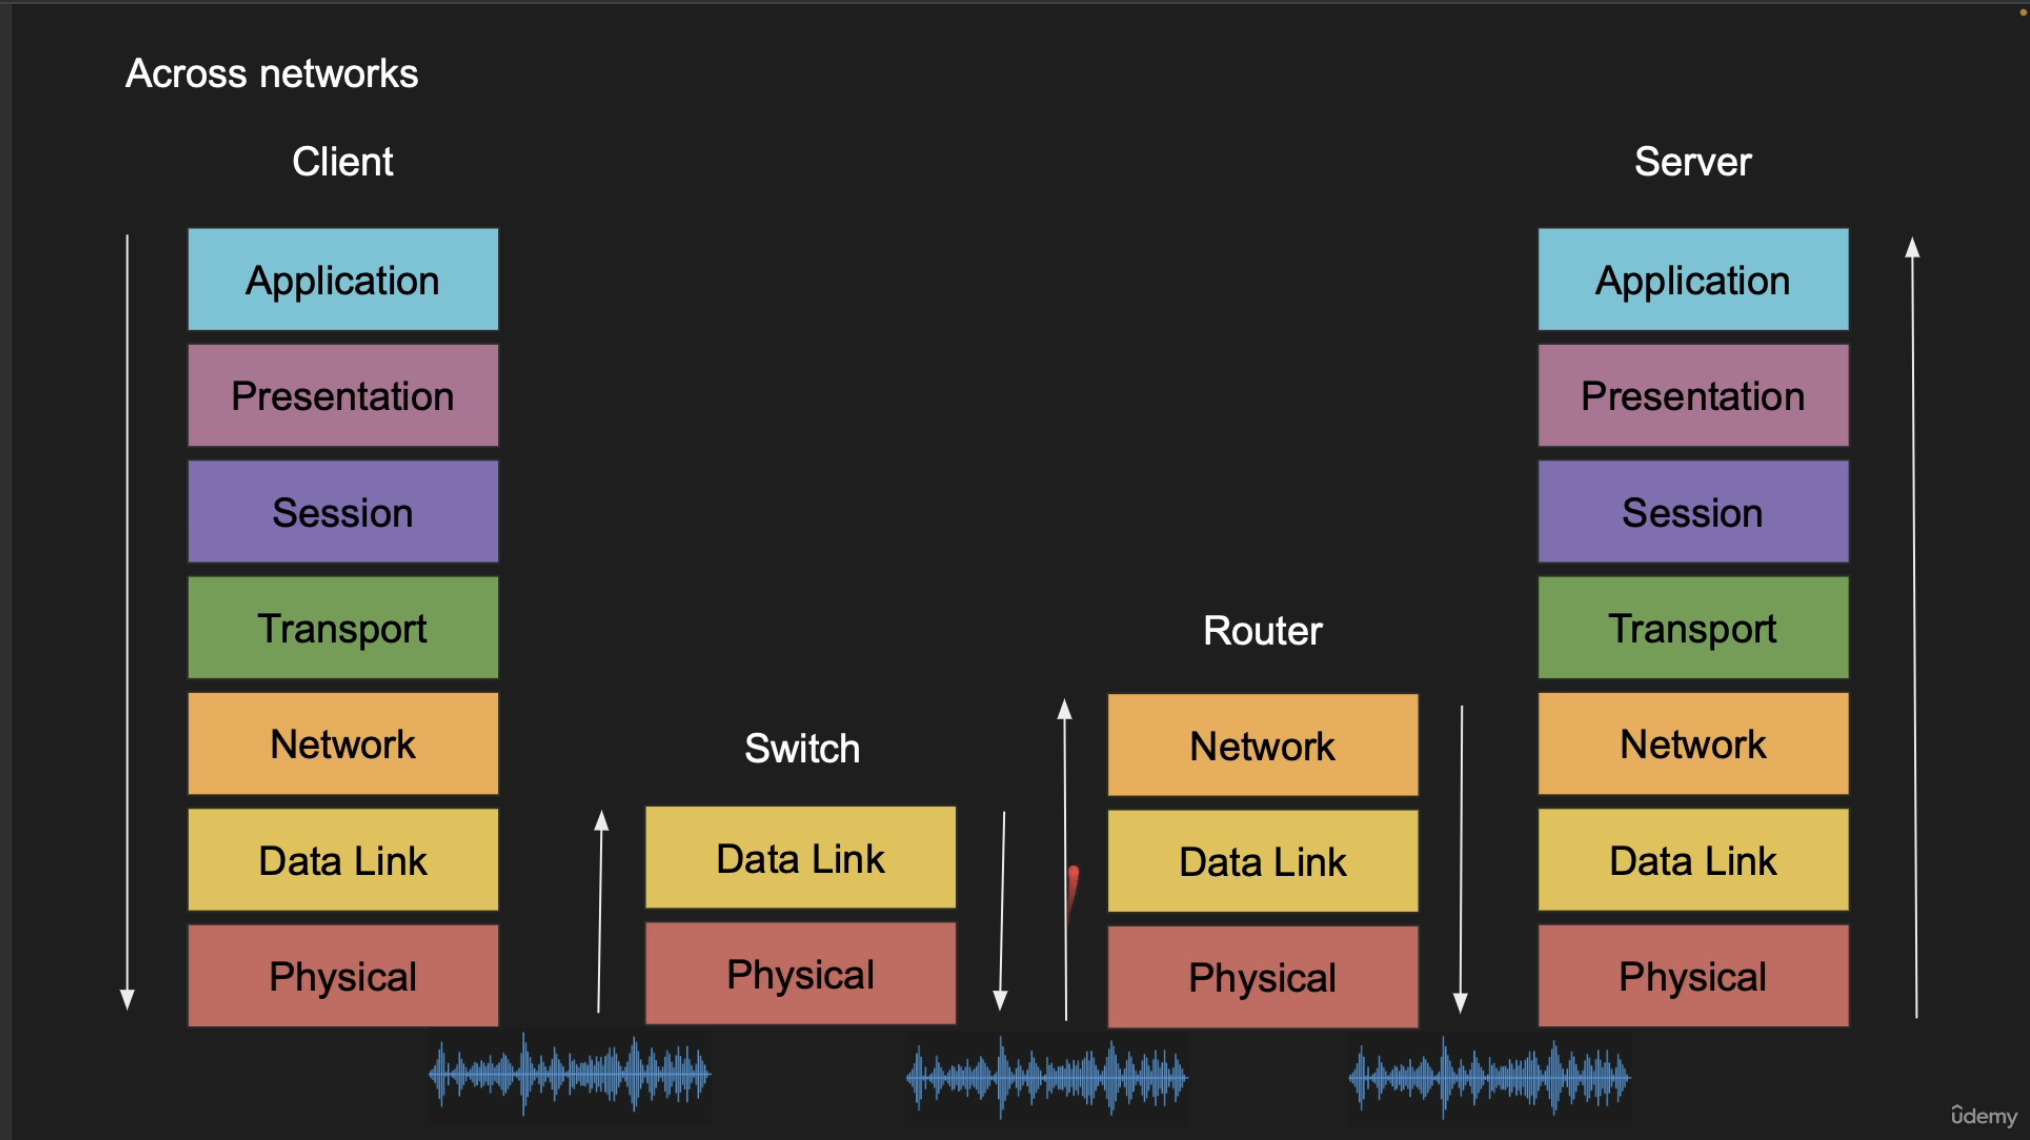 Across networks
Client
Application
Presentation
Session
Transport
Network
Data Link
Physical
Switch
Data Link
Physical
Router
Network
Data Link
Physical
Server
Application
Presentation
Session
Transport
Network
Data Link
Physical
ûdemy